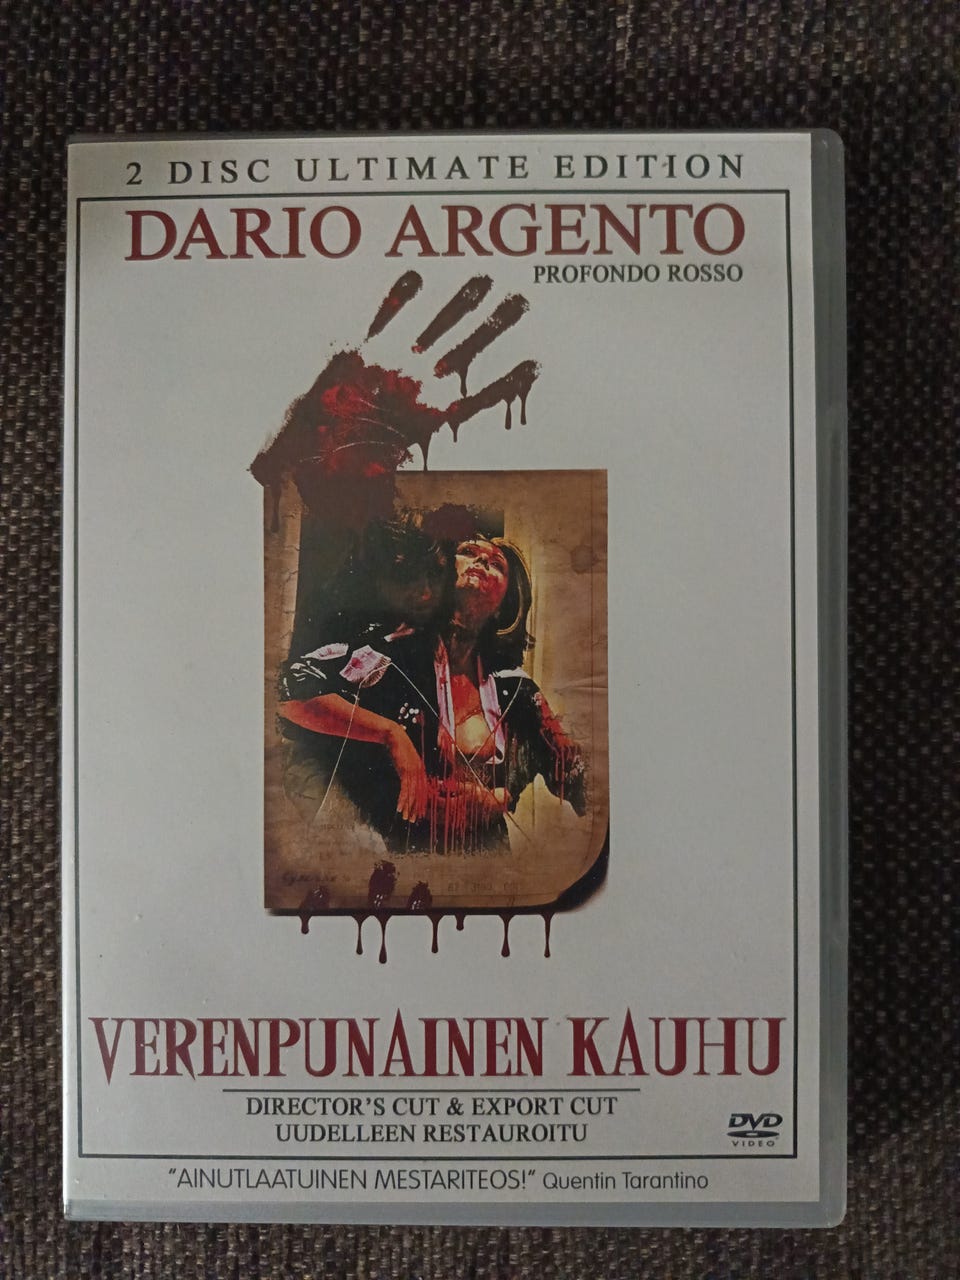 2 DISC ULTIMATE EDITION
DARIO ARGENTO
PROFONDO ROSSO
VERENPUNAINEN KAUHU
DIRECTOR'S CUT & EXPORT CUT
UUDELLEEN RESTAUROITU
DVD
VIDEO
"AINUTLAATUINEN MESTARITEOS!" Quentin Tarantino